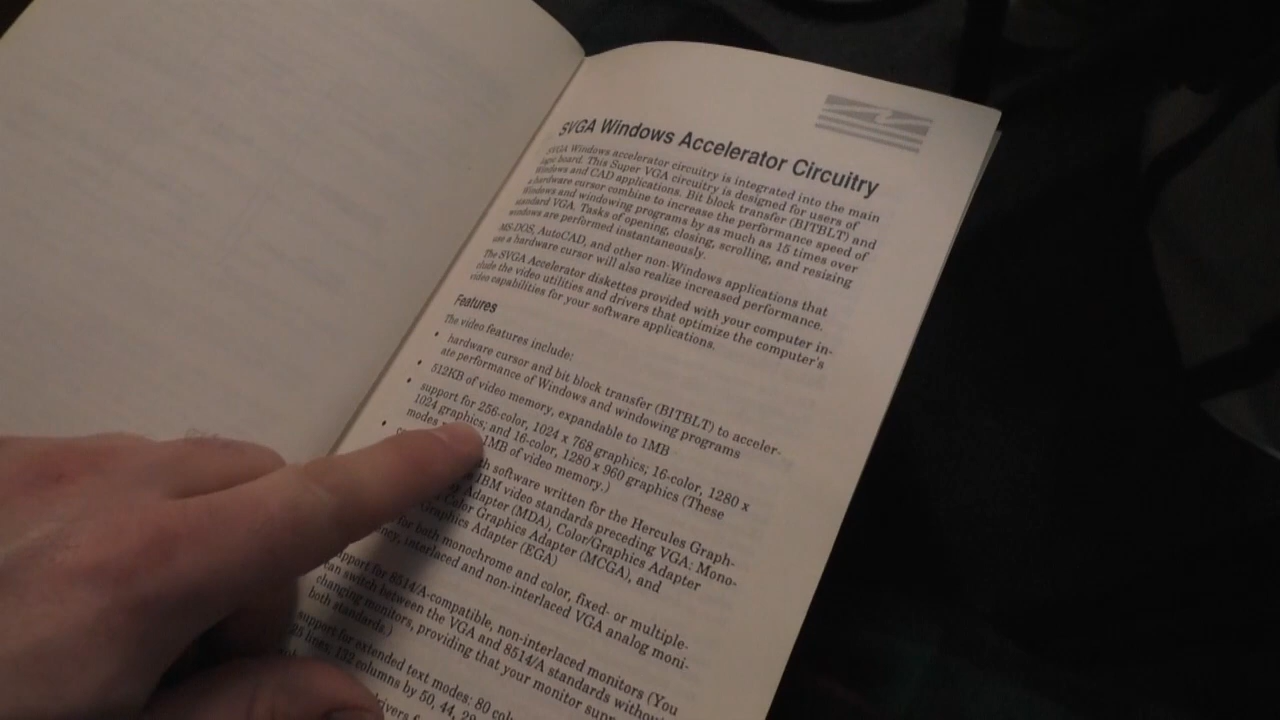 SVGA Windows Accelerator Circuitry
SVGA Windows accelerator circuitry is integrated into the main
logic board. This Super VGA circuitry is designed for users of
Windows and CAD applications. Bit block transfer (BITBLT) and
a hardware cursor combine to increase the performance speed of
Windows and windowing programs by as much as 15 times over
standard VGA. Tasks of opening, closing, scrolling, and resizing
windows are performed instantaneously.
MS-DOS, AutoCAD, and other non-Windows applications that
use a hardware cursor will also realize increased performance.
The SVGA Accelerator diskettes provided with your computer in-
clude the video utilities and drivers that optimize the computer's
video capabilities for your software applications.
Features
The video features include:
• hardware cursor and bit block transfer (BITBLT) to acceler-
ate performance of Windows and windowing programs
• 512KB of video memory, expandable to 1MB
• support for 256-color, 1024 x 768 graphics; 16-color, 1280 x
1024 graphics; and 16-color, 1280 x 960 graphics (These
modes 1MB of video memory.)
• software written for the Hercules Graph-
IBM video standards preceding VGA: Mono-
Adapter (MDA), Color/Graphics Adapter
Color Graphics Adapter (MCGA), and
Graphics Adapter (EGA)
for both monochrome and color, fixed- or multiple-
interlaced and non-interlaced VGA analog moni-
support for 8514/A-compatible, non-interlaced monitors (You
can switch between the VGA and 8514/A standards without
changing monitors, providing that your monitor
both standards.)
support for extended text modes: 80
25 lines; 132 columns by 50, 44,